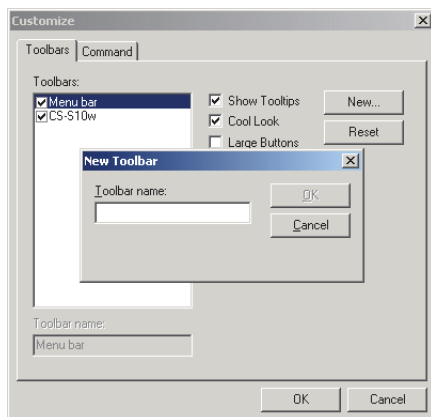 Customize
Toolbars Command
Toolbars:
Menu bar
CS-S10w
Show Tooltips
Cool Look
Large Buttons
New...
Reset
New Toolbar
Toolbar name:
OK
Cancel
Toolbar name:
Menu bar
OK Cancel